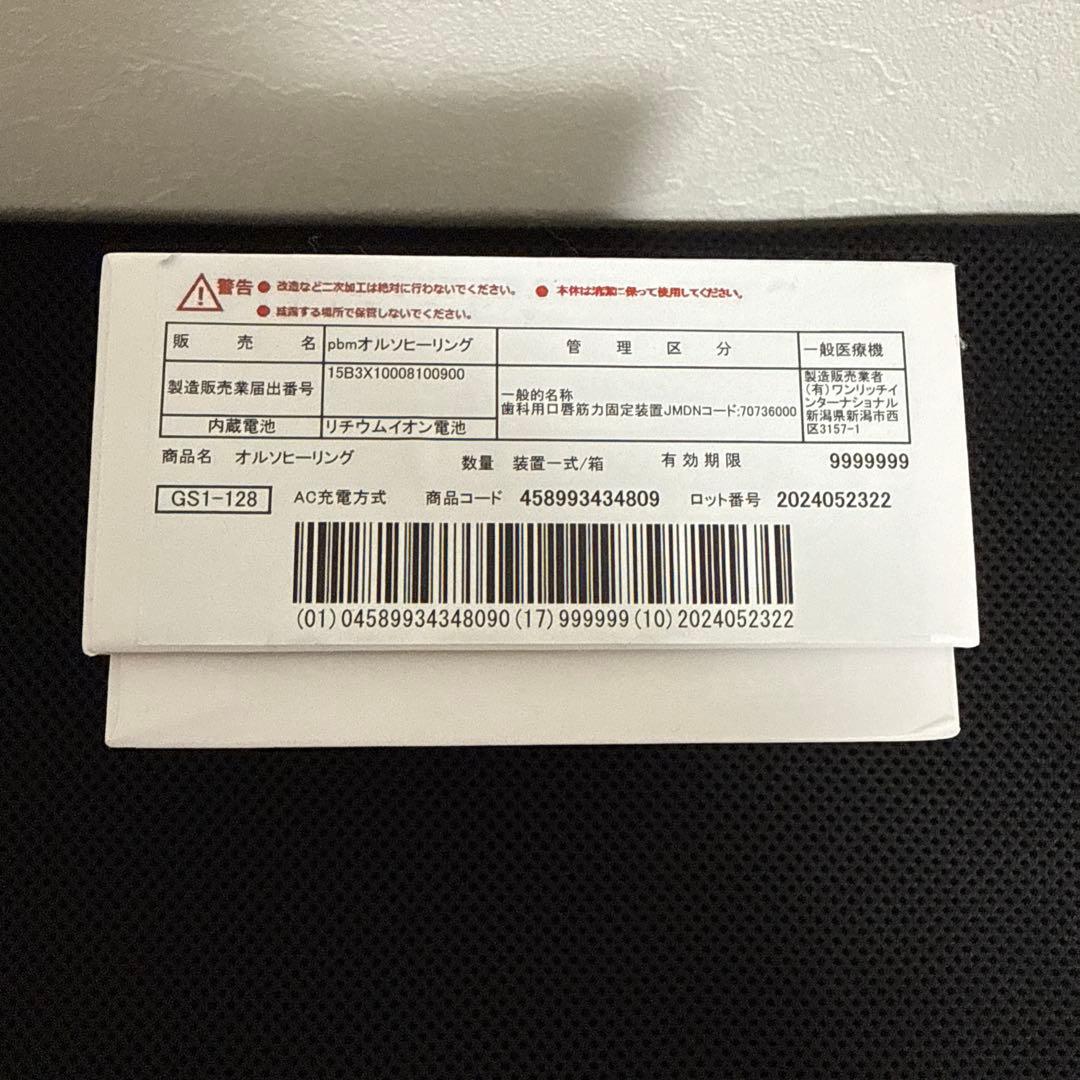 警告 ● 改造など二次加工は絶対に行わないでください。 ● 本体は清潔に保って使用してください。
● 結露する場所で保管しないでください。
販売名 pbmオルソヒーリング 管理区分 一般医療機
製造販売業届出番号 15B3X10008100900
一般的名称
歯科用口唇筋力固定装置JMDNコード:70736000
製造販売業者
(有)ワンリッチイ
ンターナショナル
新潟県新潟市西
区3157-1
内蔵電池 リチウムイオン電池
商品名 オルソヒーリング 数量 装置一式/箱 有効期限 9999999
GS1-128 AC充電方式 商品コード 458993434809 ロット番号 2024052322
(01)04589934348090(17)999999(10)2024052322